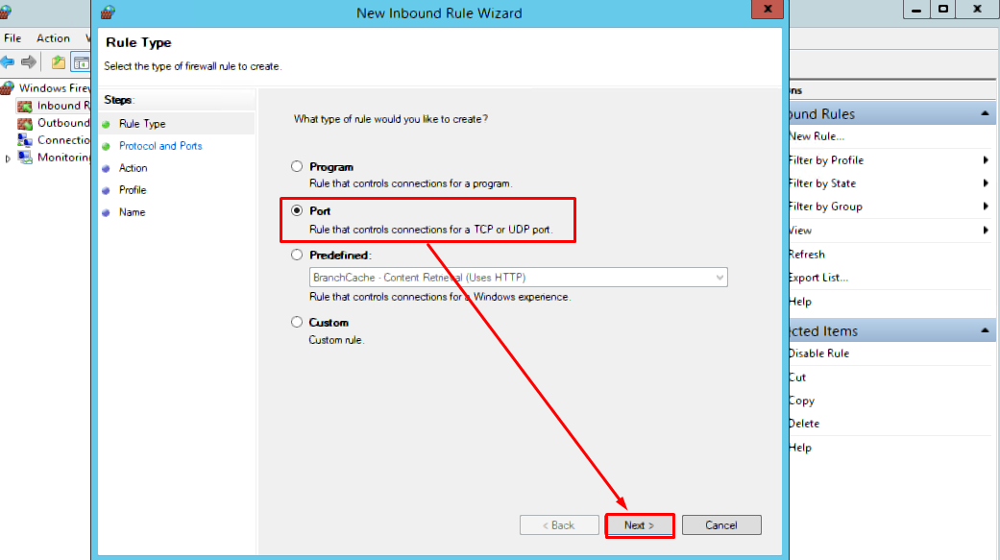 New Inbound Rule Wizard
x
x
File Action
Rule Type
Select the type of firewall rule to create.
Windows Firew
Inbound R
Outbound
Connectio
Monitoring
Steps:
Rule Type
Protocol and Ports
Action
Profile
Name
What type of rule would you like to create?
Program
Rule that controls connections for a program.
Port
Rule that controls connections for a TCP or UDP port.
Predefined:
BranchCache - Content Retrieval (Uses HTTP)
Rule that controls connections for a Windows experience.
Custom
Custom rule.
< Back
Next >
Cancel
ons
ound Rules
New Rule...
Filter by Profile
Filter by State
Filter by Group
View
Refresh
Export List...
Help
cted Items
Disable Rule
Cut
Copy
Delete
Help